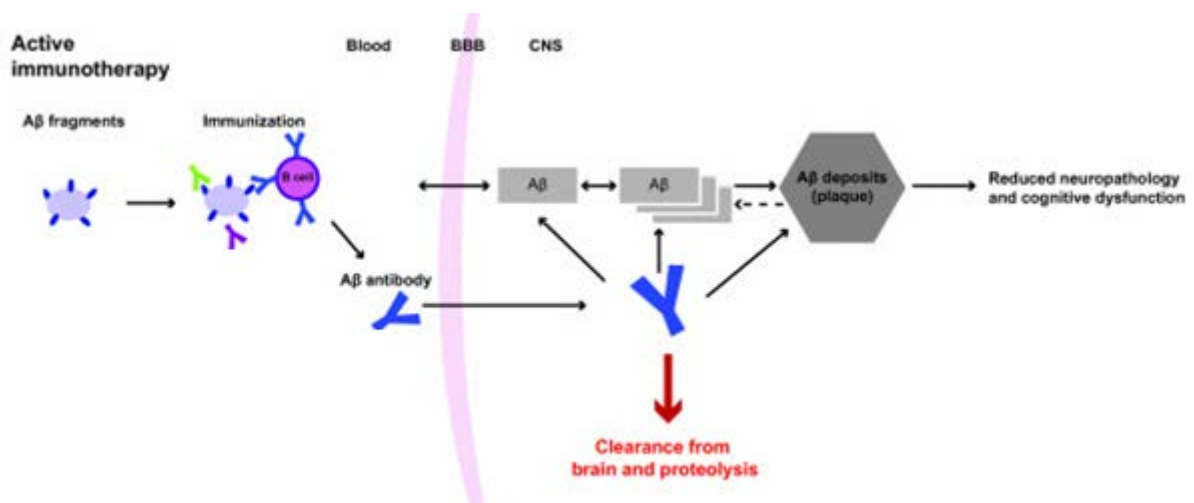 Active
immunotherapy
Blood
BBB
CNS
Aβ fragments
Immunization
B cell
Aβ
Aβ
Aβ deposits
(plaque)
Reduced neuropathology
and cognitive dysfunction
Aβ antibody
Clearance from
brain and proteolysis